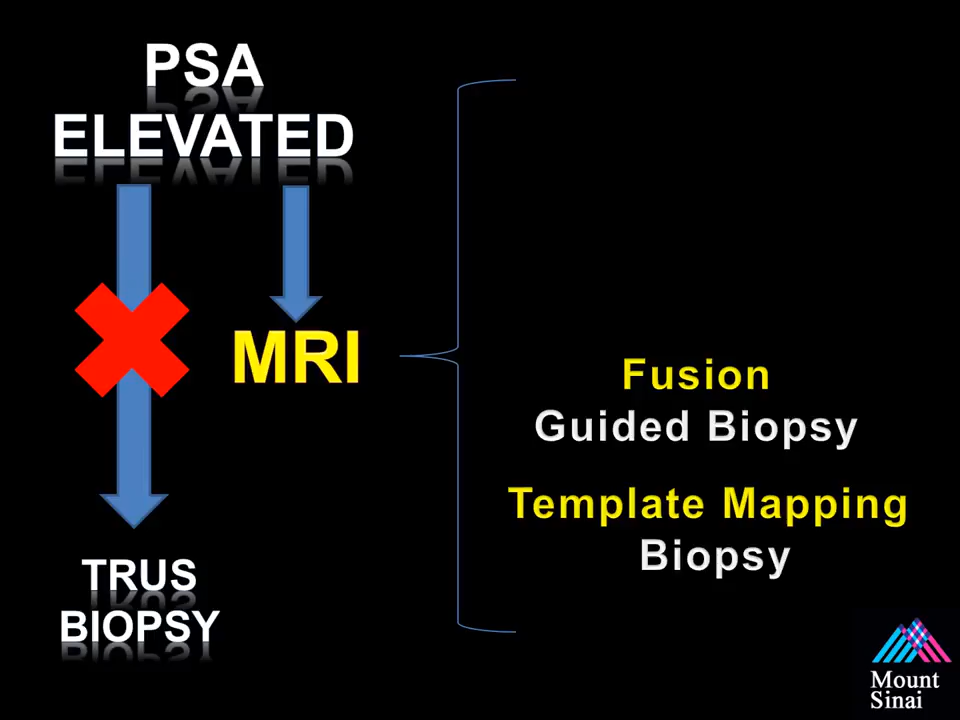 PSA
ELEVATED
MRI
TRUS
BIOPSY
Fusion
Guided Biopsy
Template Mapping
Biopsy
Mount
Sinai